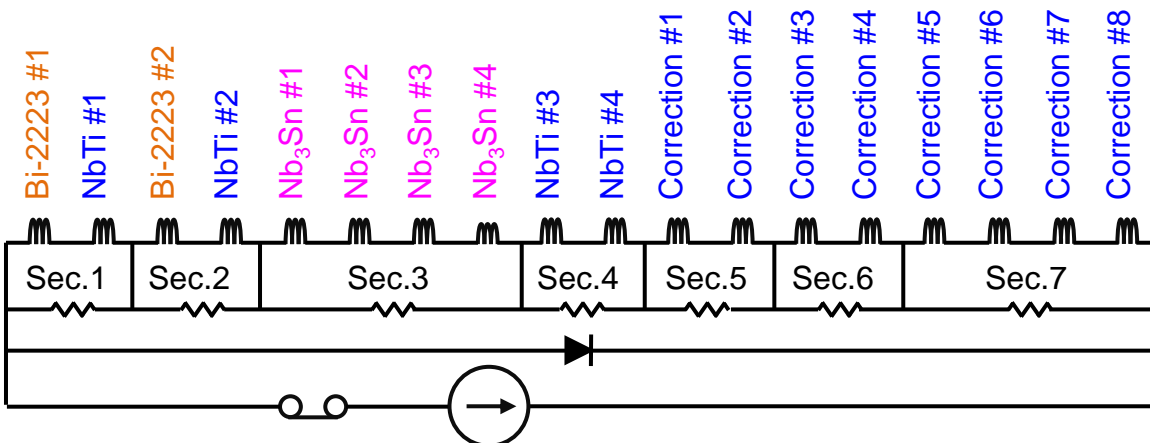 Bi-2223 #1
NbTi #1
Bi-2223 #2
NbTi #2
Nb₃Sn #1
Nb₃Sn #2
Nb₃Sn #3
Nb₃Sn #4
NbTi #3
NbTi #4
Correction #1
Correction #2
Correction #3
Correction #4
Correction #5
Correction #6
Correction #7
Correction #8
Sec.1
Sec.2
Sec.3
Sec.4
Sec.5
Sec.6
Sec.7